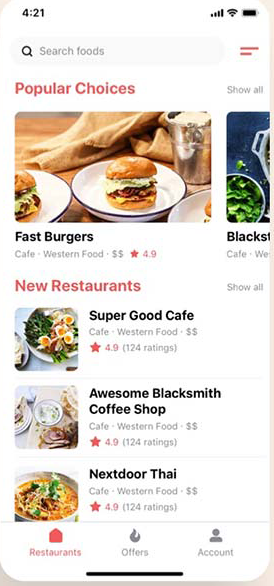 4:21
Search foods
Popular Choices
Show all
Fast Burgers
Cafe · Western Food · $$ ★ 4.9
New Restaurants
Show all
Super Good Cafe
Cafe · Western Food · $$
★ 4.9 (124 ratings)
Awesome Blacksmith
Coffee Shop
Cafe · Western Food · $$
★ 4.9 (124 ratings)
Nextdoor Thai
Cafe · Western Food · $$
★ 4.9 (124 ratings)
Restaurants
Offers
Account